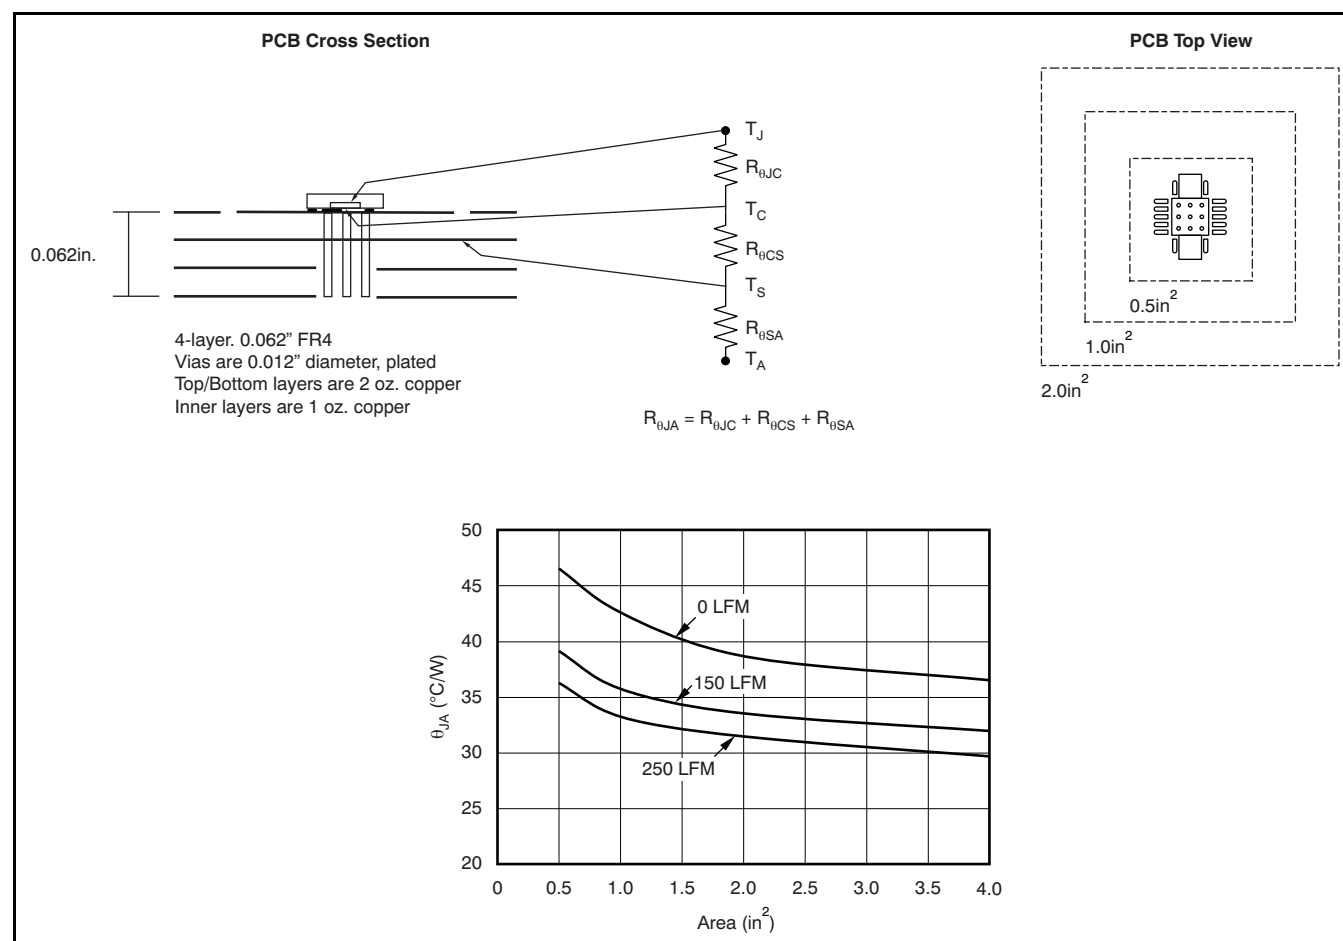 PCB Cross Section
PCB Top View
T_J
R_θJC
T_C
R_θCS
T_S
R_θSA
T_A
0.062in.
4-layer. 0.062” FR4
Vias are 0.012” diameter, plated
Top/Bottom layers are 2 oz. copper
Inner layers are 1 oz. copper
R_θJA = R_θJC + R_θCS + R_θSA
0.5in²
1.0in²
2.0in²
50
45
40
35
30
25
20
θ_JA (°C/W)
0 LFM
150 LFM
250 LFM
0 0.5 1.0 1.5 2.0 2.5 3.0 3.5 4.0
Area (in²)